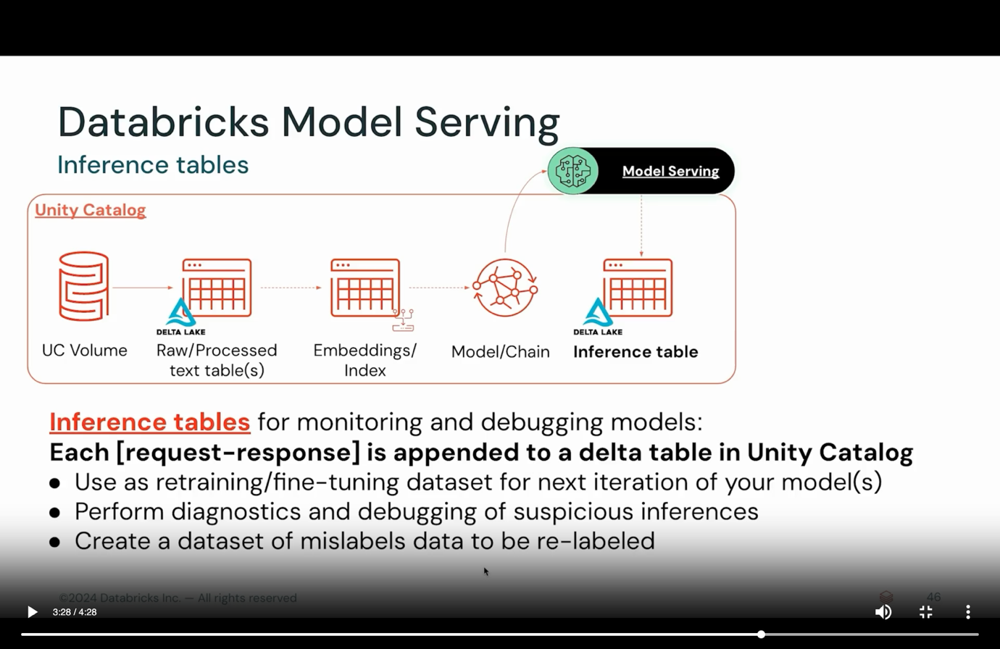 Databricks Model Serving
Inference tables
Model Serving
Unity Catalog
DELTA LAKE
DELTA LAKE
UC Volume
Raw/Processed
text table(s)
Embeddings/
Index
Model/Chain
Inference table
Inference tables for monitoring and debugging models:
Each [request-response] is appended to a delta table in Unity Catalog
● Use as retraining/fine-tuning dataset for next iteration of your model(s)
● Perform diagnostics and debugging of suspicious inferences
● Create a dataset of mislabels data to be re-labeled
©2024 Databricks Inc. — All rights reserved
46
3:28 / 4:28